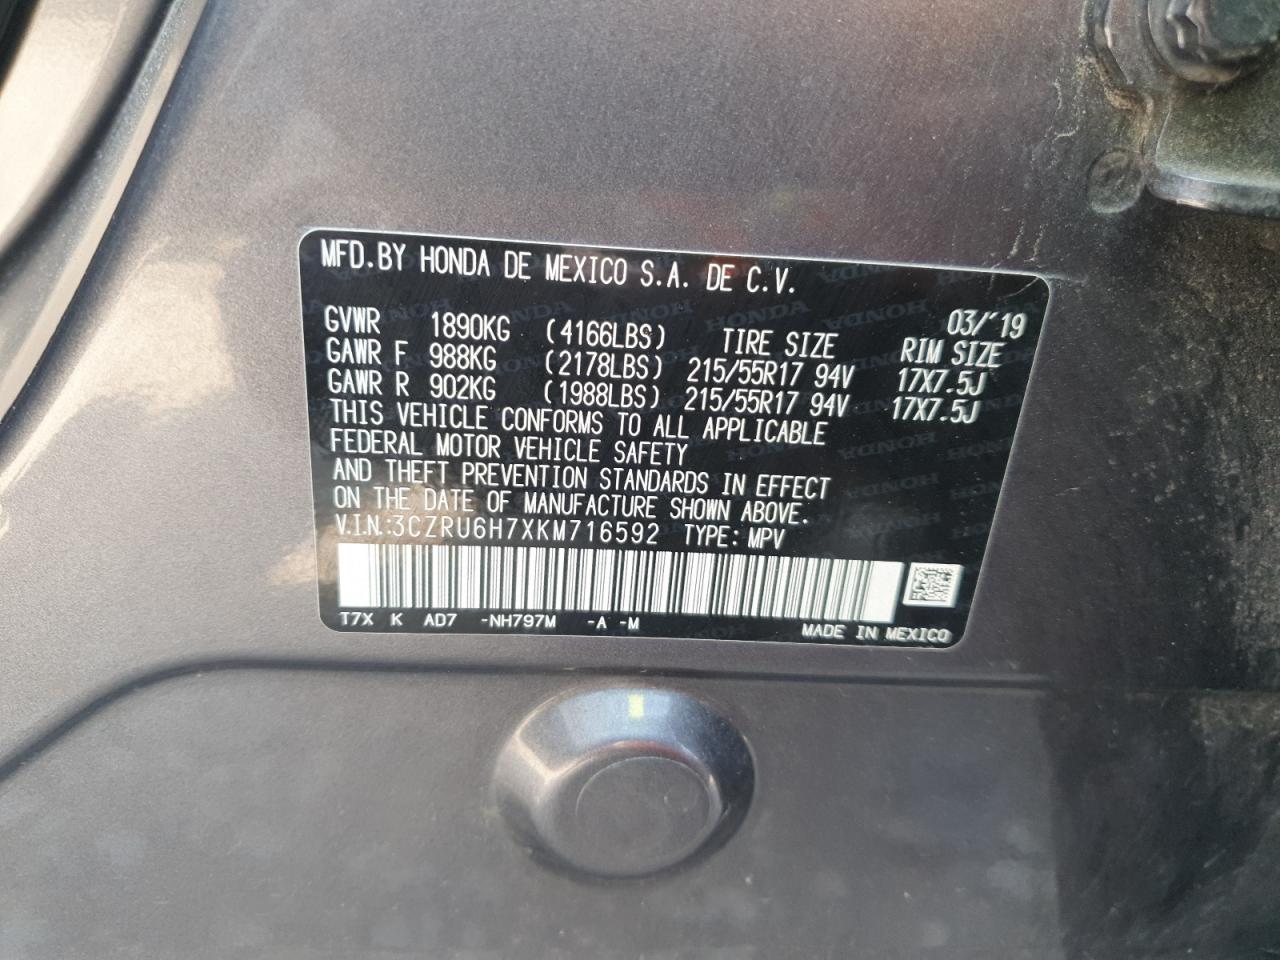 MFD.BY HONDA DE MEXICO S.A. DE C.V.
03/'19
GVWR 1890KG (4166LBS) TIRE SIZE RIM SIZE
GAWR F 988KG (2178LBS) 215/55R17 94V 17X7.5J
GAWR R 902KG (1988LBS) 215/55R17 94V 17X7.5J
THIS VEHICLE CONFORMS TO ALL APPLICABLE
FEDERAL MOTOR VEHICLE SAFETY
AND THEFT PREVENTION STANDARDS IN EFFECT
ON THE DATE OF MANUFACTURE SHOWN ABOVE.
V.I.N.:3CZRU6H7XKM716592 TYPE: MPV
T7X K AD7 -NH797M -A -M
MADE IN MEXICO